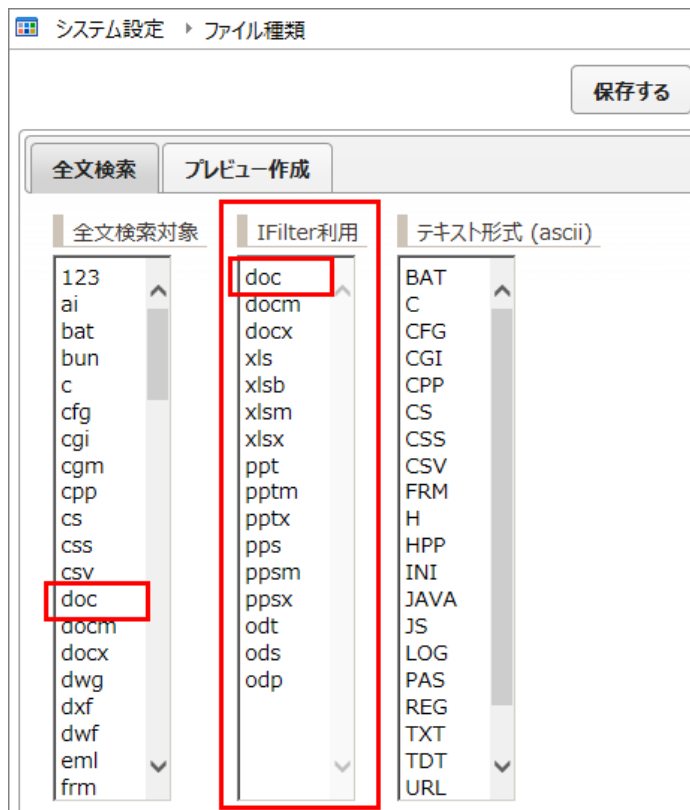 システム設定 ファイル種類
保存する
全文検索 プレビュー作成
全文検索対象
123
ai
bat
bun
c
cfg
cgi
cgm
cpp
cs
css
csv
doc
docm
docx
dwg
dxf
dwf
eml
frm
IFilter利用
doc
docm
docx
xls
xlsb
xlsm
xlsx
ppt
pptm
pptx
pps
ppsm
ppsx
odt
ods
odp
テキスト形式 (ascii)
BAT
C
CFG
CGI
CPP
CS
CSS
CSV
FRM
H
HPP
INI
JAVA
JS
LOG
PAS
REG
TXT
TDT
URL